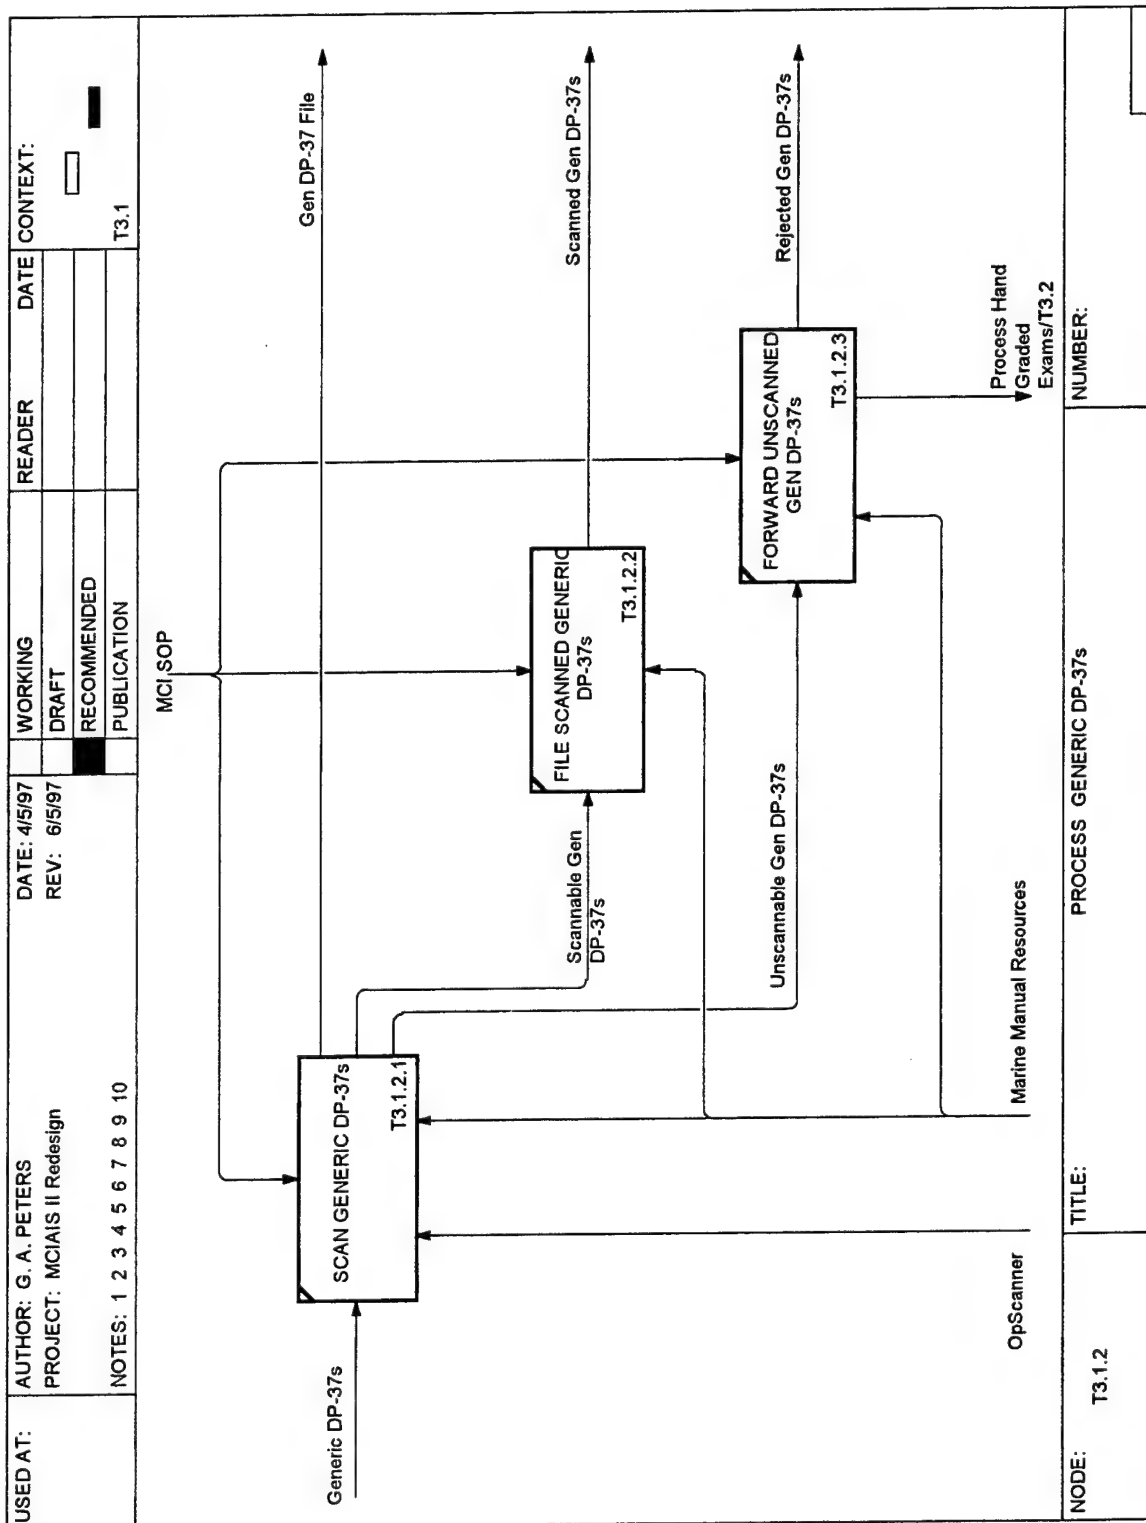 USED AT:
AUTHOR: G. A. PETERS
PROJECT: MCIAIS II Redesign
NOTES: 1 2 3 4 5 6 7 8 9 10
DATE: 4/5/97
REV: 6/5/97
WORKING
DRAFT
RECOMMENDED
PUBLICATION
READER
DATE
CONTEXT:
T3.1
MCI SOP
Gen DP-37 File
Generic DP-37s
SCAN GENERIC DP-37s
T3.1.2.1
Scannable Gen
DP-37s
FILE SCANNED GENERIC
DP-37s
T3.1.2.2
Scanned Gen DP-37s
Unscannable Gen DP-37s
FORWARD UNSCANNED
GEN DP-37s
T3.1.2.3
Rejected Gen DP-37s
Process Hand
Graded
Exams/T3.2
OpScanner
Marine Manual Resources
NODE:
T3.1.2
TITLE:
PROCESS GENERIC DP-37s
NUMBER: